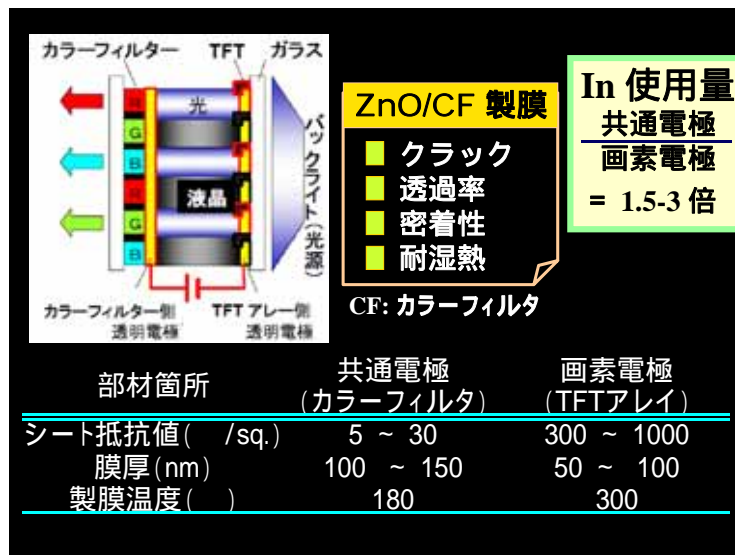 カラーフィルター TFT ガラス
光
R
G
B
R
G
B
液晶
バックライト(光源)
カラーフィルター側
透明電極
TFT アレー側
透明電極
ZnO/CF 製膜
クラック
透過率
密着性
耐湿熱
CF: カラーフィルタ
In 使用量
共通電極
画素電極
= 1.5-3 倍
部材箇所 共通電極 画素電極
(カラーフィルタ) (TFTアレイ)
シート抵抗値( /sq.) 5 ~ 30 300 ~ 1000
膜厚(nm) 100 ~ 150 50 ~ 100
製膜温度( ) 180 300